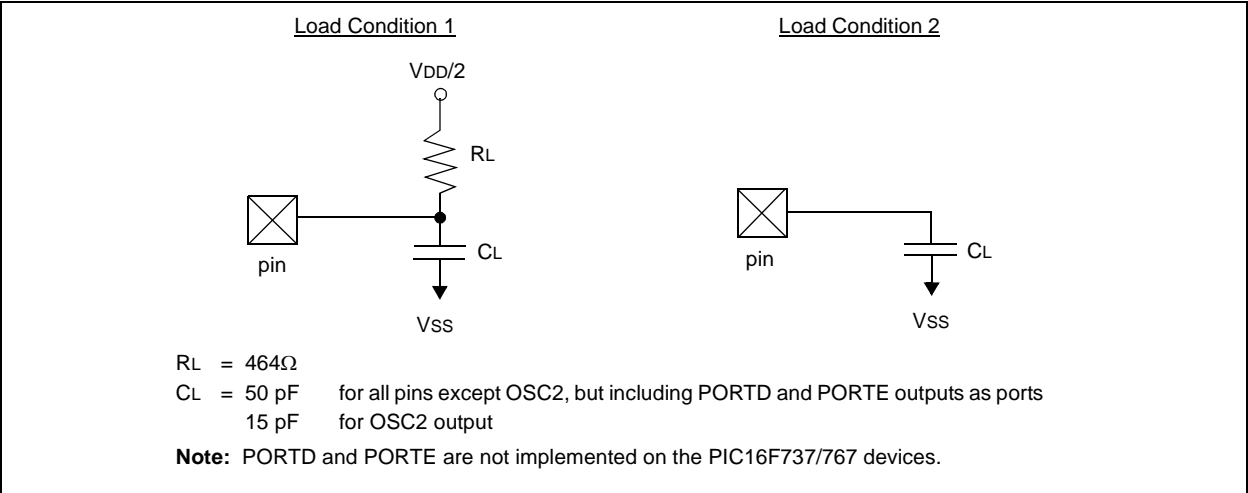 Load Condition 1
VDD/2
RL
pin
CL
VSS
Load Condition 2
pin
CL
VSS
RL = 464Ω
CL = 50 pF for all pins except OSC2, but including PORTD and PORTE outputs as ports
15 pF for OSC2 output
Note: PORTD and PORTE are not implemented on the PIC16F737/767 devices.